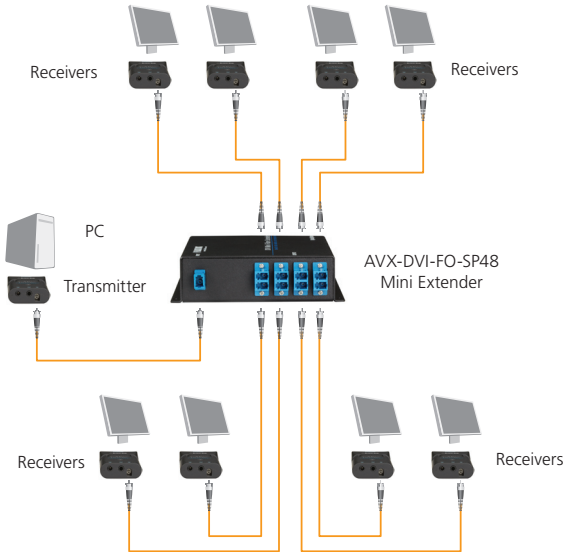 Receivers
Receivers
PC
Transmitter
AVX-DVI-FO-SP48
Mini Extender
Receivers
Receivers